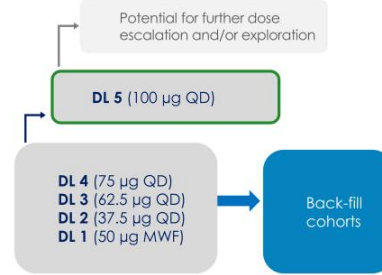 Potential for further dose
escalation and/or exploration
DL 5 (100 µg QD)
DL 4 (75 µg QD)
DL 3 (62.5 µg QD)
DL 2 (37.5 µg QD)
DL 1 (50 µg MWF)
Back-fill
cohorts